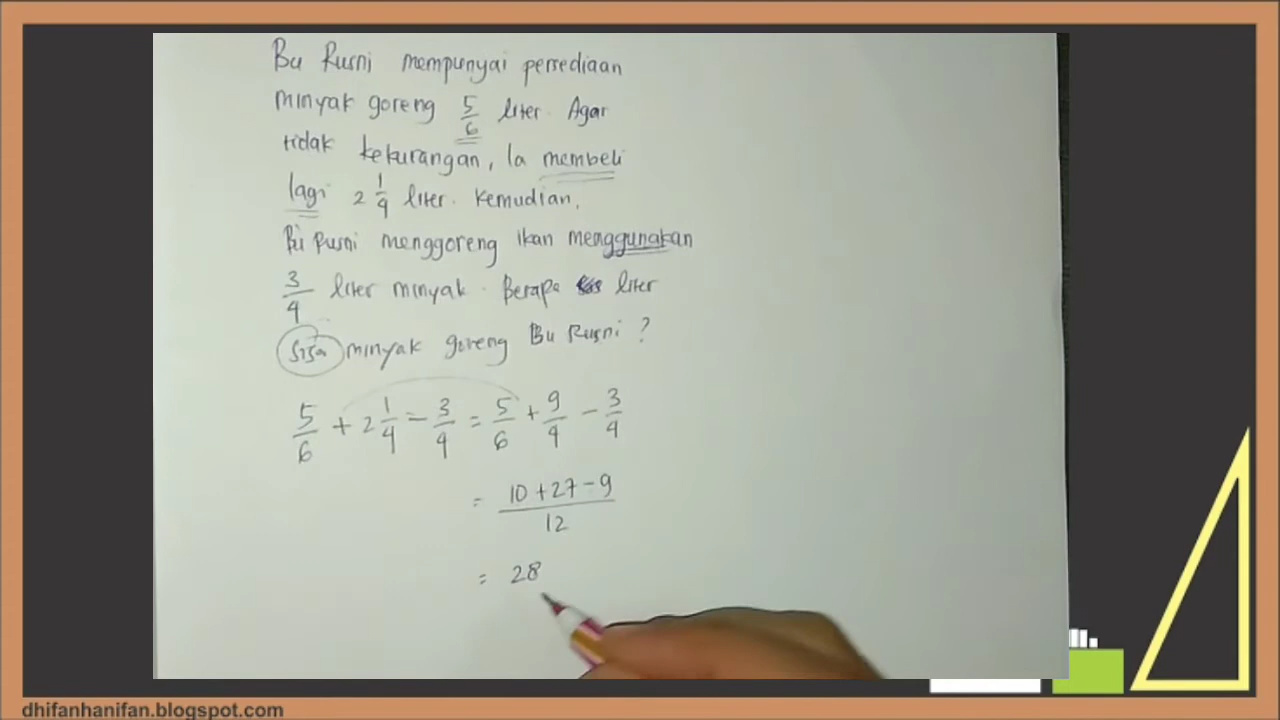 Bu Rusni mempunyai persediaan
minyak goreng 5/6 liter. Agar
tidak kekurangan, Ia membeli
lagi 2 1/4 liter. Kemudian,
Bu Rusni menggoreng ikan menggunakan
3/4 liter minyak. Berapa liter
sisa minyak goreng Bu Rusni?
5/6 + 2 1/4 - 3/4 = 5/6 + 9/4 - 3/4
= 10 + 27 - 9 / 12
= 28
dhifanhanifan.blogspot.com